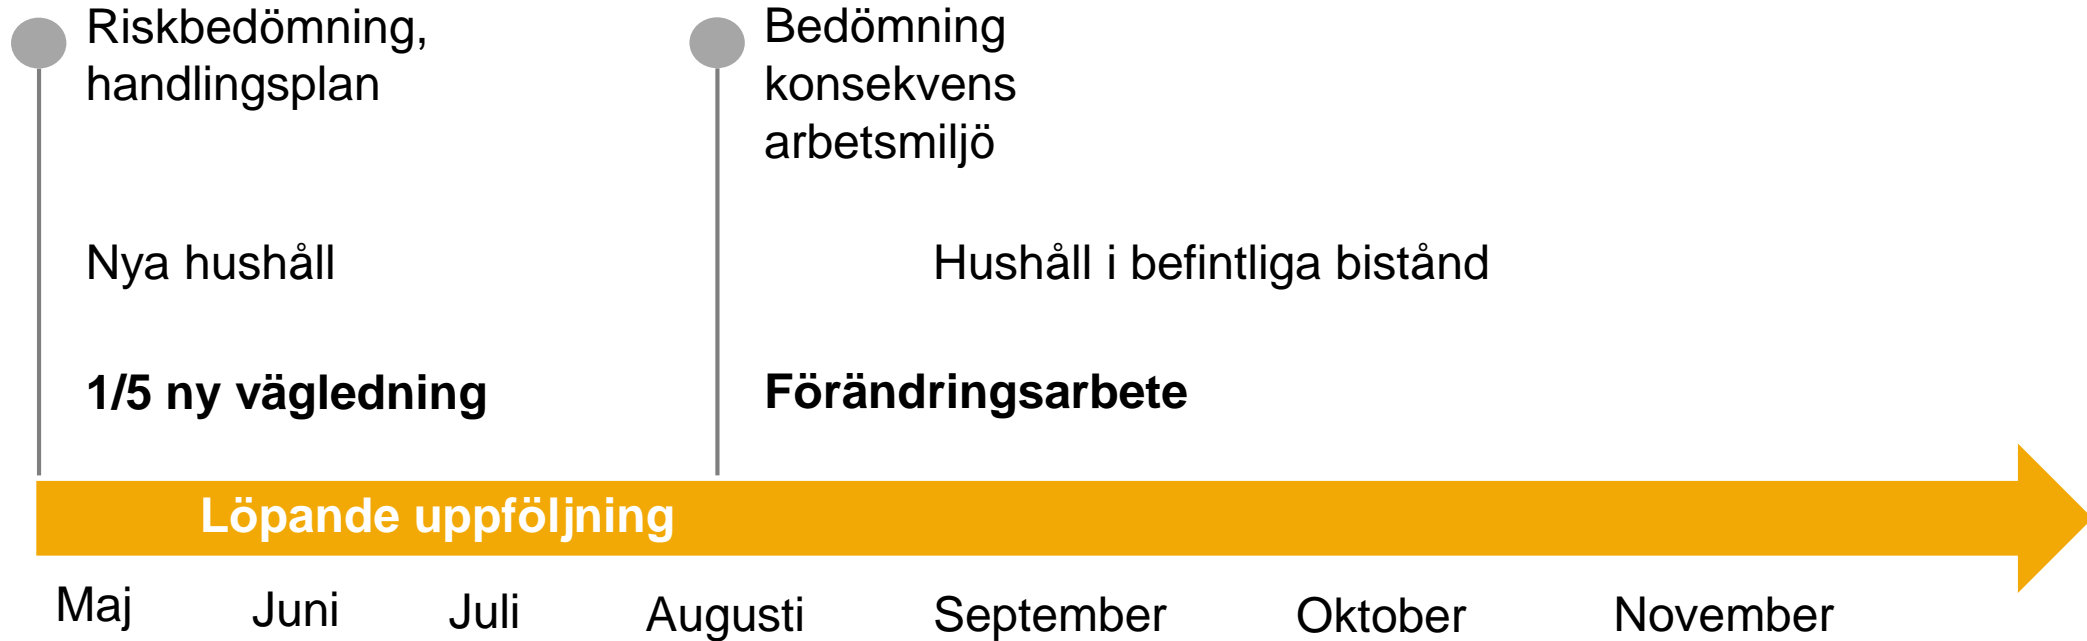 Riskbedömning,
handlingsplan
Bedömning
konsekvens
arbetsmiljö
Nya hushåll
Hushåll i befintliga bistånd
1/5 ny vägledning
Förändringsarbete
Löpande uppföljning
Maj
Juni
Juli
Augusti
September
Oktober
November